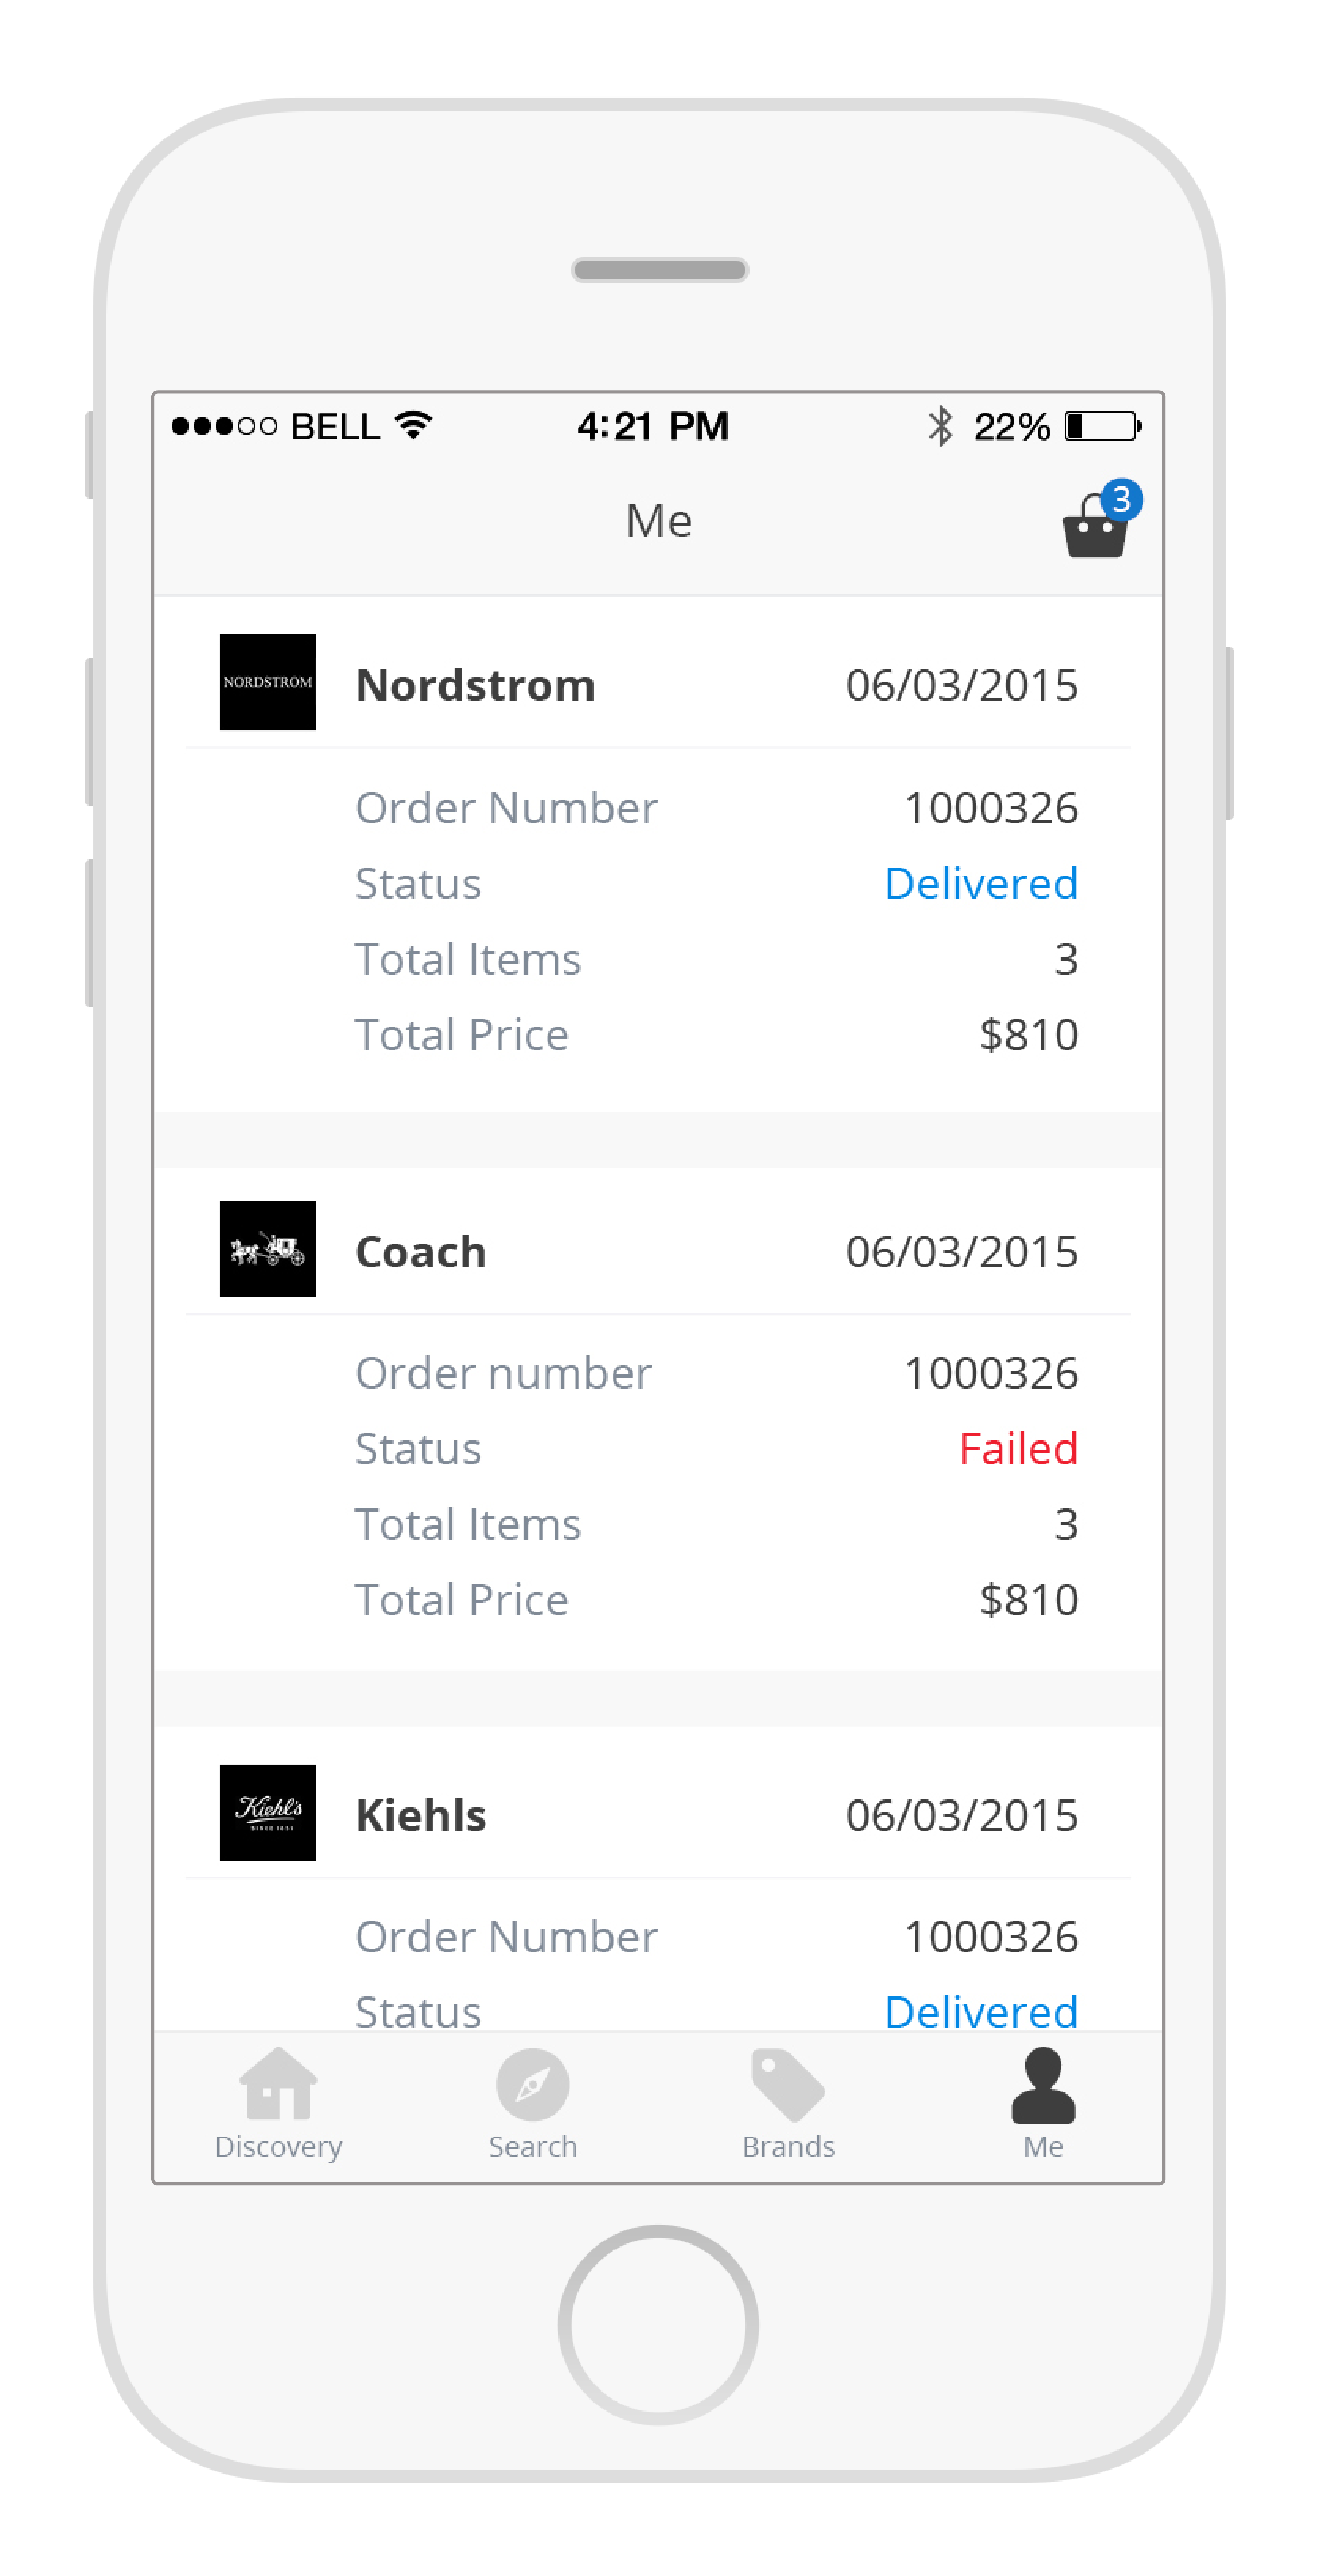 BELL 4:21 PM 22%
Me
3
NORDSTROM Nordstrom 06/03/2015
Order Number 1000326
Status Delivered
Total Items 3
Total Price $810
Coach 06/03/2015
Order number 1000326
Status Failed
Total Items 3
Total Price $810
Kiehl's SINCE 1851 Kiehls 06/03/2015
Order Number 1000326
Status Delivered
Discovery Search Brands Me